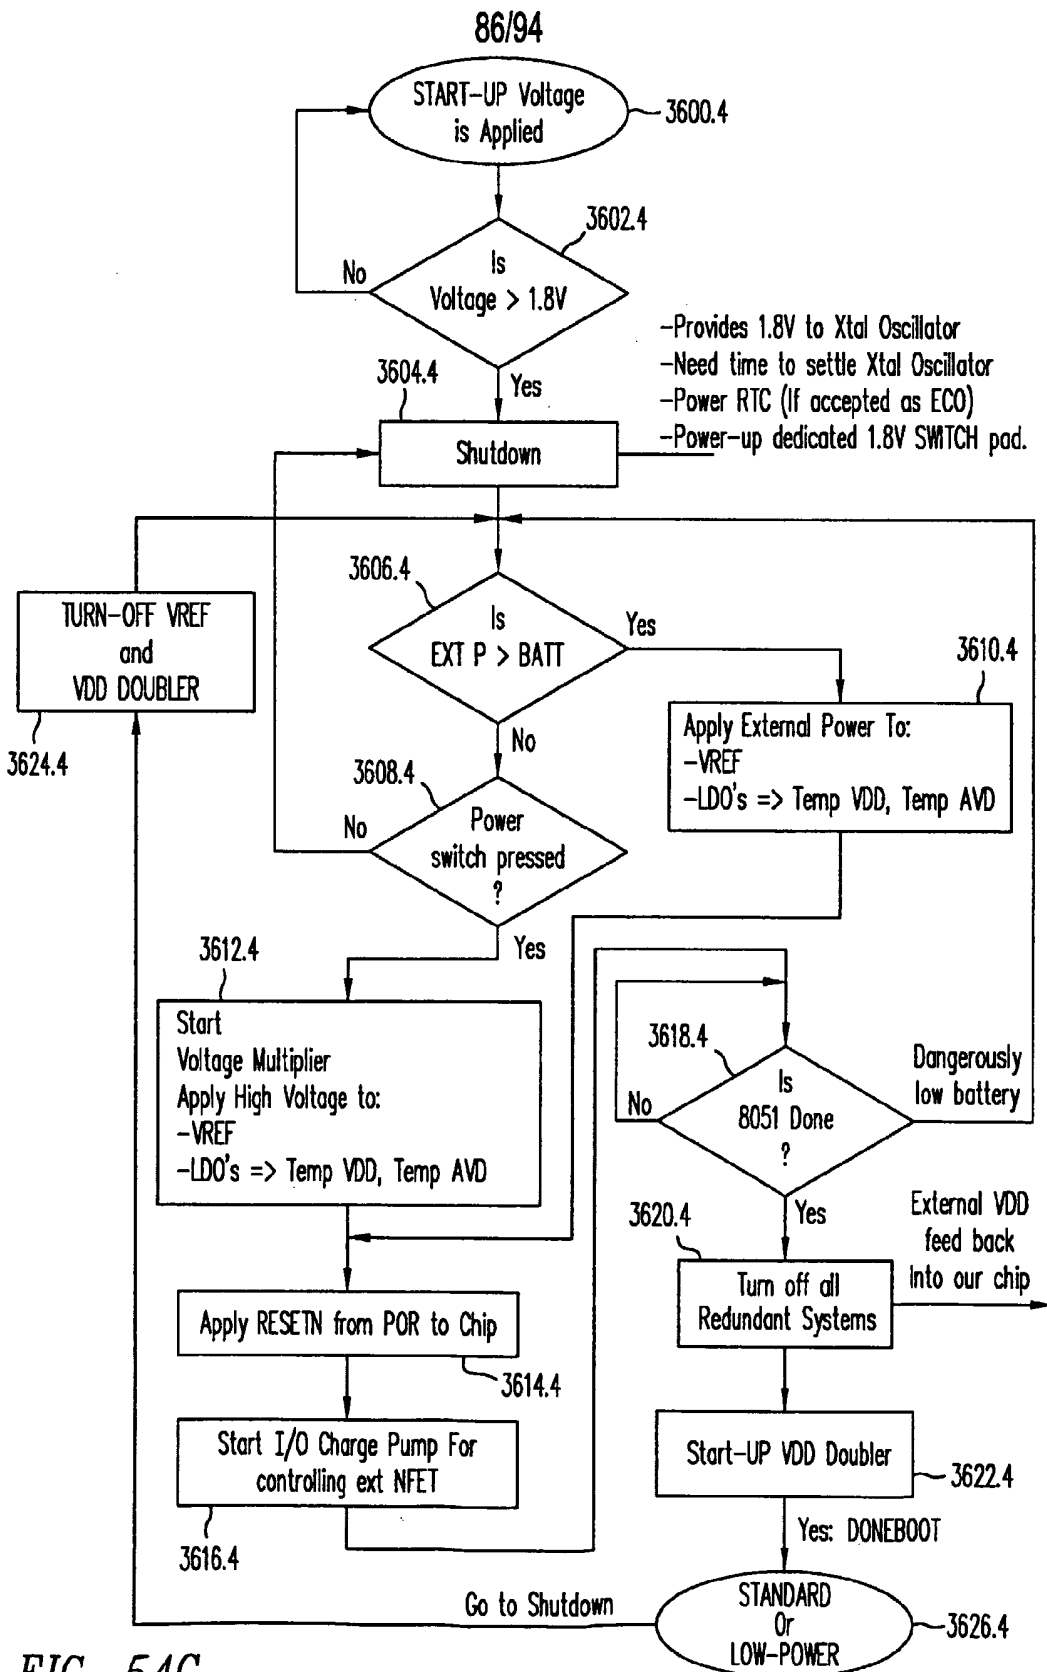 86/94
START-UP Voltage
is Applied
3600.4
3602.4
Is
Voltage > 1.8V
No
Yes
-Provides 1.8V to Xtal Oscillator
-Need time to settle Xtal Oscillator
-Power RTC (If accepted as ECO)
-Power-up dedicated 1.8V SWITCH pad.
3604.4
Shutdown
3606.4
Is
EXT P > BATT
Yes
No
TURN-OFF VREF
and
VDD DOUBLER
3624.4
3610.4
Apply External Power To:
-VREF
-LDO's => Temp VDD, Temp AVD
3608.4
Power
switch pressed
?
No
Yes
3612.4
Start
Voltage Multiplier
Apply High Voltage to:
-VREF
-LDO's => Temp VDD, Temp AVD
3618.4
Is
8051 Done
?
No
Dangerously
low battery
Yes
3620.4
Turn off all
Redundant Systems
External VDD
feed back
Into our chip
Apply RESETN from POR to Chip
3614.4
Start I/O Charge Pump For
controlling ext NFET
3616.4
Start-UP VDD Doubler
3622.4
Yes: DONEBOOT
Go to Shutdown
STANDARD
Or
LOW-POWER
3626.4
FIG. 54C